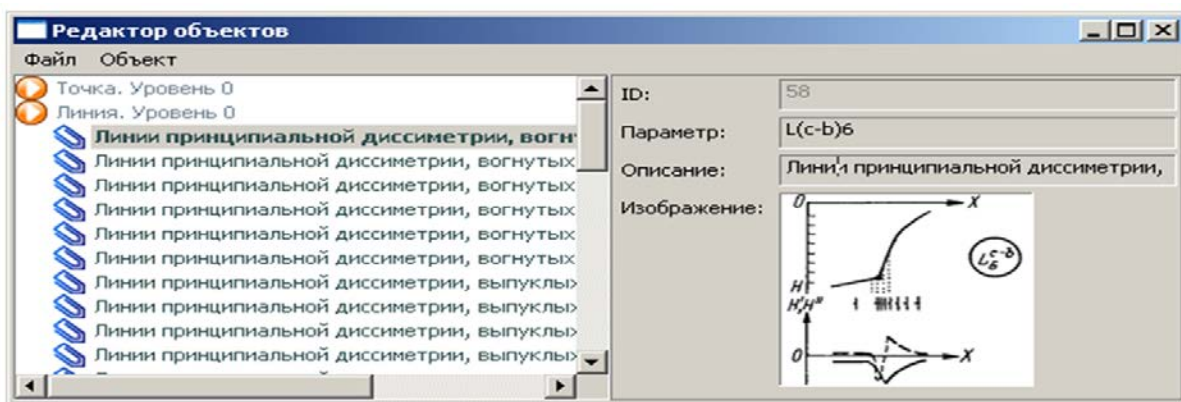 Редактор объектов
Файл Объект
Точка. Уровень 0
Линия. Уровень 0
Линии принципиальной диссиметрии, вогн
Линии принципиальной диссиметрии, вогнутых
Линии принципиальной диссиметрии, вогнутых
Линии принципиальной диссиметрии, вогнутых
Линии принципиальной диссиметрии, вогнутых
Линии принципиальной диссиметрии, вогнутых
Линии принципиальной диссиметрии, выпуклых
Линии принципиальной диссиметрии, выпуклых
Линии принципиальной диссиметрии, выпуклых
Линии принципиальной диссиметрии, выпуклых
ID: 58
Параметр: L(c-b)6
Описание: Линии принципиальной диссиметрии,
Изображение:
0 X
H
H',H"
0 X